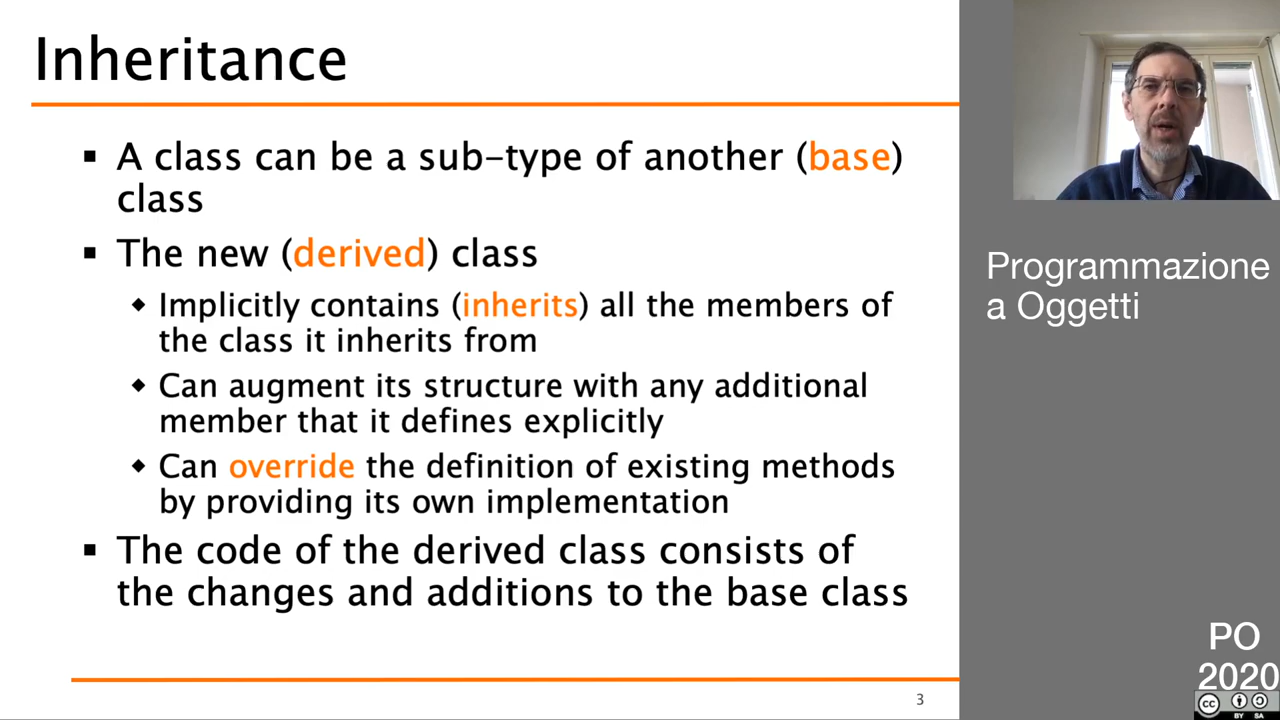 Inheritance
▪ A class can be a sub-type of another (base)
class
▪ The new (derived) class
◆ Implicitly contains (inherits) all the members of
the class it inherits from
◆ Can augment its structure with any additional
member that it defines explicitly
◆ Can override the definition of existing methods
by providing its own implementation
▪ The code of the derived class consists of
the changes and additions to the base class
3
Programmazione
a Oggetti
PO
2020
cc
BY SA